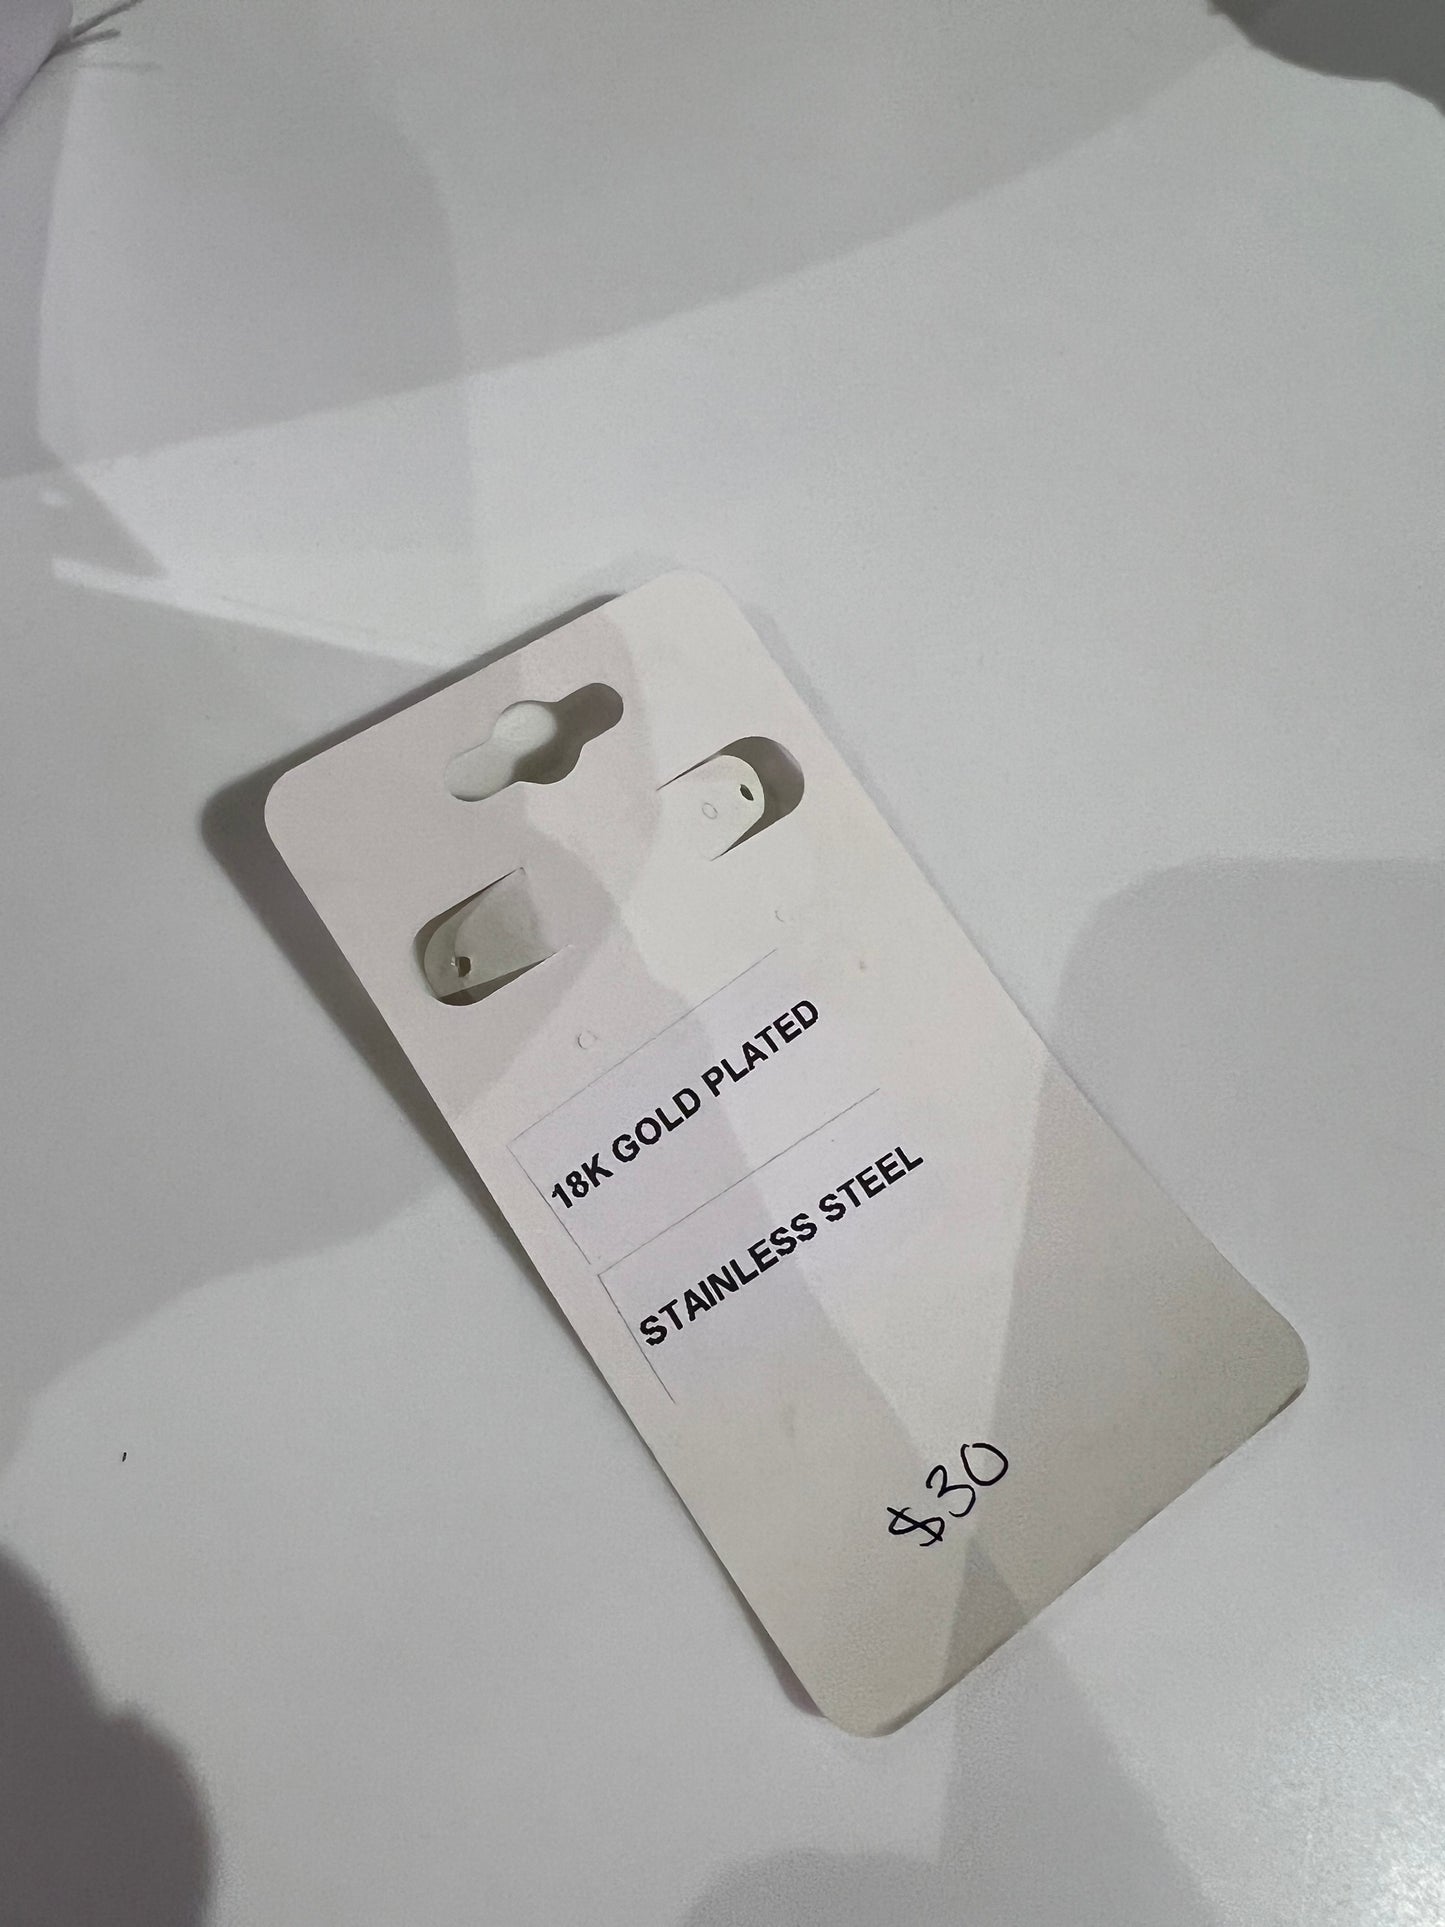 18K GOLD PLATED
STAINLESS STEEL
$30